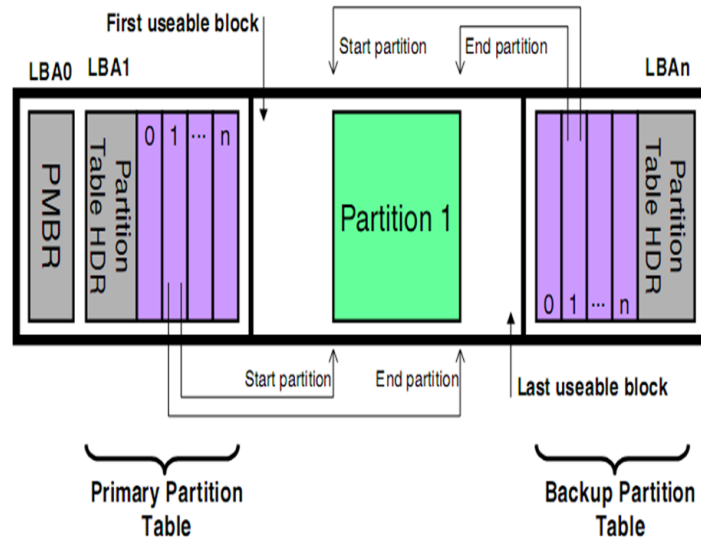 First useable block
Start partition
End partition
LBA0
LBA1
LBAn
PMBR
Partition
Table HDR
0 1 ... n
Partition 1
0 1 ... n
Partition
Table HDR
Start partition
End partition
Last useable block
Primary Partition
Table
Backup Partition
Table